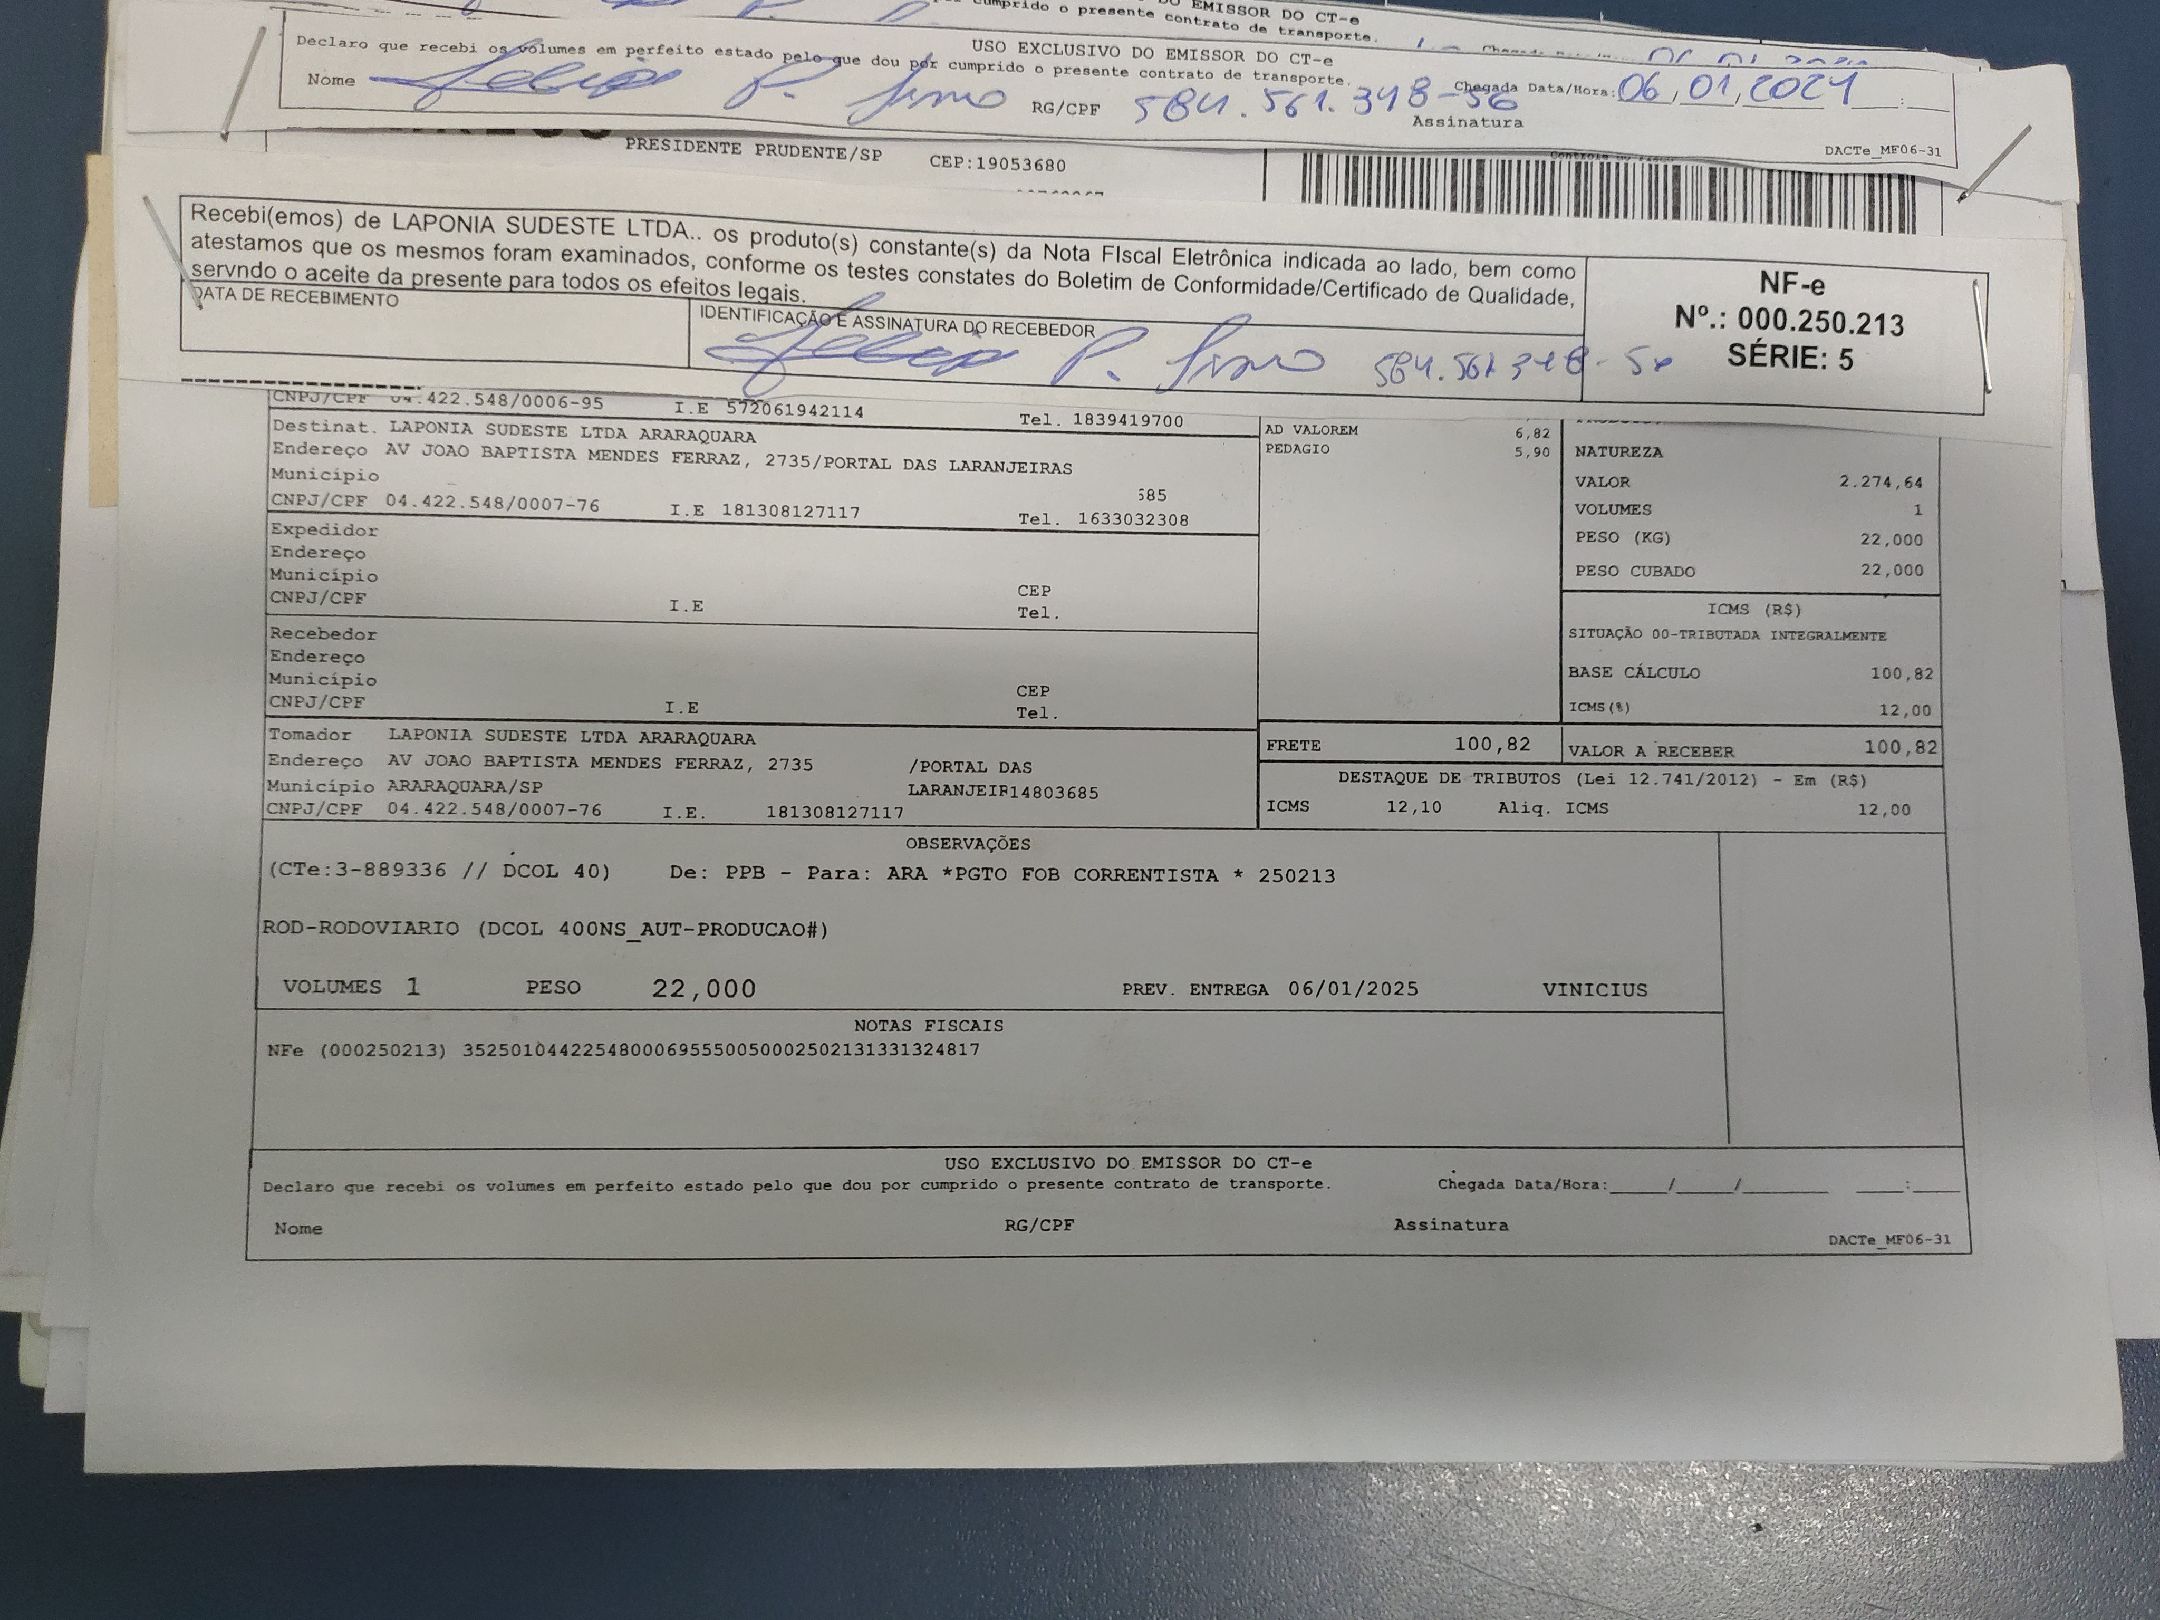 EMISSOR DO CT-e
cumprido o presente contrato de transporte.
USO EXCLUSIVO DO EMISSOR DO CT-e
Declaro que recebi os volumes em perfeito estado pelo que dou por cumprido o presente contrato de transporte.
Nome P. RG/CPF 584.561.348-56 Assinatura Chegada Data/Hora: 06/01/2021
DACTe_MF06-31
PRESIDENTE PRUDENTE/SP CEP:19053680
Recebi(emos) de LAPONIA SUDESTE LTDA.. os produto(s) constante(s) da Nota FIscal Eletrônica indicada ao lado, bem como
atestamos que os mesmos foram examinados, conforme os testes constates do Boletim de Conformidade/Certificado de Qualidade,
servndo o aceite da presente para todos os efeitos legais.
DATA DE RECEBIMENTO
IDENTIFICAÇÃO E ASSINATURA DO RECEBEDOR
P. 584.561348-56
NF-e
Nº.: 000.250.213
SÉRIE: 5
CNPJ/CPF 04.422.548/0006-95 I.E 572061942114 Tel. 1839419700
Destinat. LAPONIA SUDESTE LTDA ARARAQUARA
Endereço AV JOAO BAPTISTA MENDES FERRAZ, 2735/PORTAL DAS LARANJEIRAS
Município 685
CNPJ/CPF 04.422.548/0007-76 I.E 181308127117 Tel. 1633032308
Expedidor
Endereço
Município CEP
CNPJ/CPF I.E Tel.
Recebedor
Endereço
Município CEP
CNPJ/CPF I.E Tel.
Tomador LAPONIA SUDESTE LTDA ARARAQUARA
Endereço AV JOAO BAPTISTA MENDES FERRAZ, 2735 /PORTAL DAS
Município ARARAQUARA/SP LARANJEIR14803685
CNPJ/CPF 04.422.548/0007-76 I.E. 181308127117
AD VALOREM 6,82
PEDAGIO 5,90
NATUREZA
VALOR 2.274,64
VOLUMES 1
PESO (KG) 22,000
PESO CUBADO 22,000
ICMS (R$)
SITUAÇÃO 00-TRIBUTADA INTEGRALMENTE
BASE CÁLCULO 100,82
ICMS(%) 12,00
FRETE 100,82 VALOR A RECEBER 100,82
DESTAQUE DE TRIBUTOS (Lei 12.741/2012) - Em (R$)
ICMS 12,10 Aliq. ICMS 12,00
OBSERVAÇÕES
(CTe:3-889336 // DCOL 40) De: PPB - Para: ARA *PGTO FOB CORRENTISTA * 250213
ROD-RODOVIARIO (DCOL 400NS_AUT-PRODUCAO#)
VOLUMES 1 PESO 22,000 PREV. ENTREGA 06/01/2025 VINICIUS
NOTAS FISCAIS
NFe (000250213) 35250104422548000695550050002502131331324817
USO EXCLUSIVO DO EMISSOR DO CT-e
Declaro que recebi os volumes em perfeito estado pelo que dou por cumprido o presente contrato de transporte. Chegada Data/Hora:_____/_____/________ ____:____
Nome RG/CPF Assinatura
DACTe_MF06-31